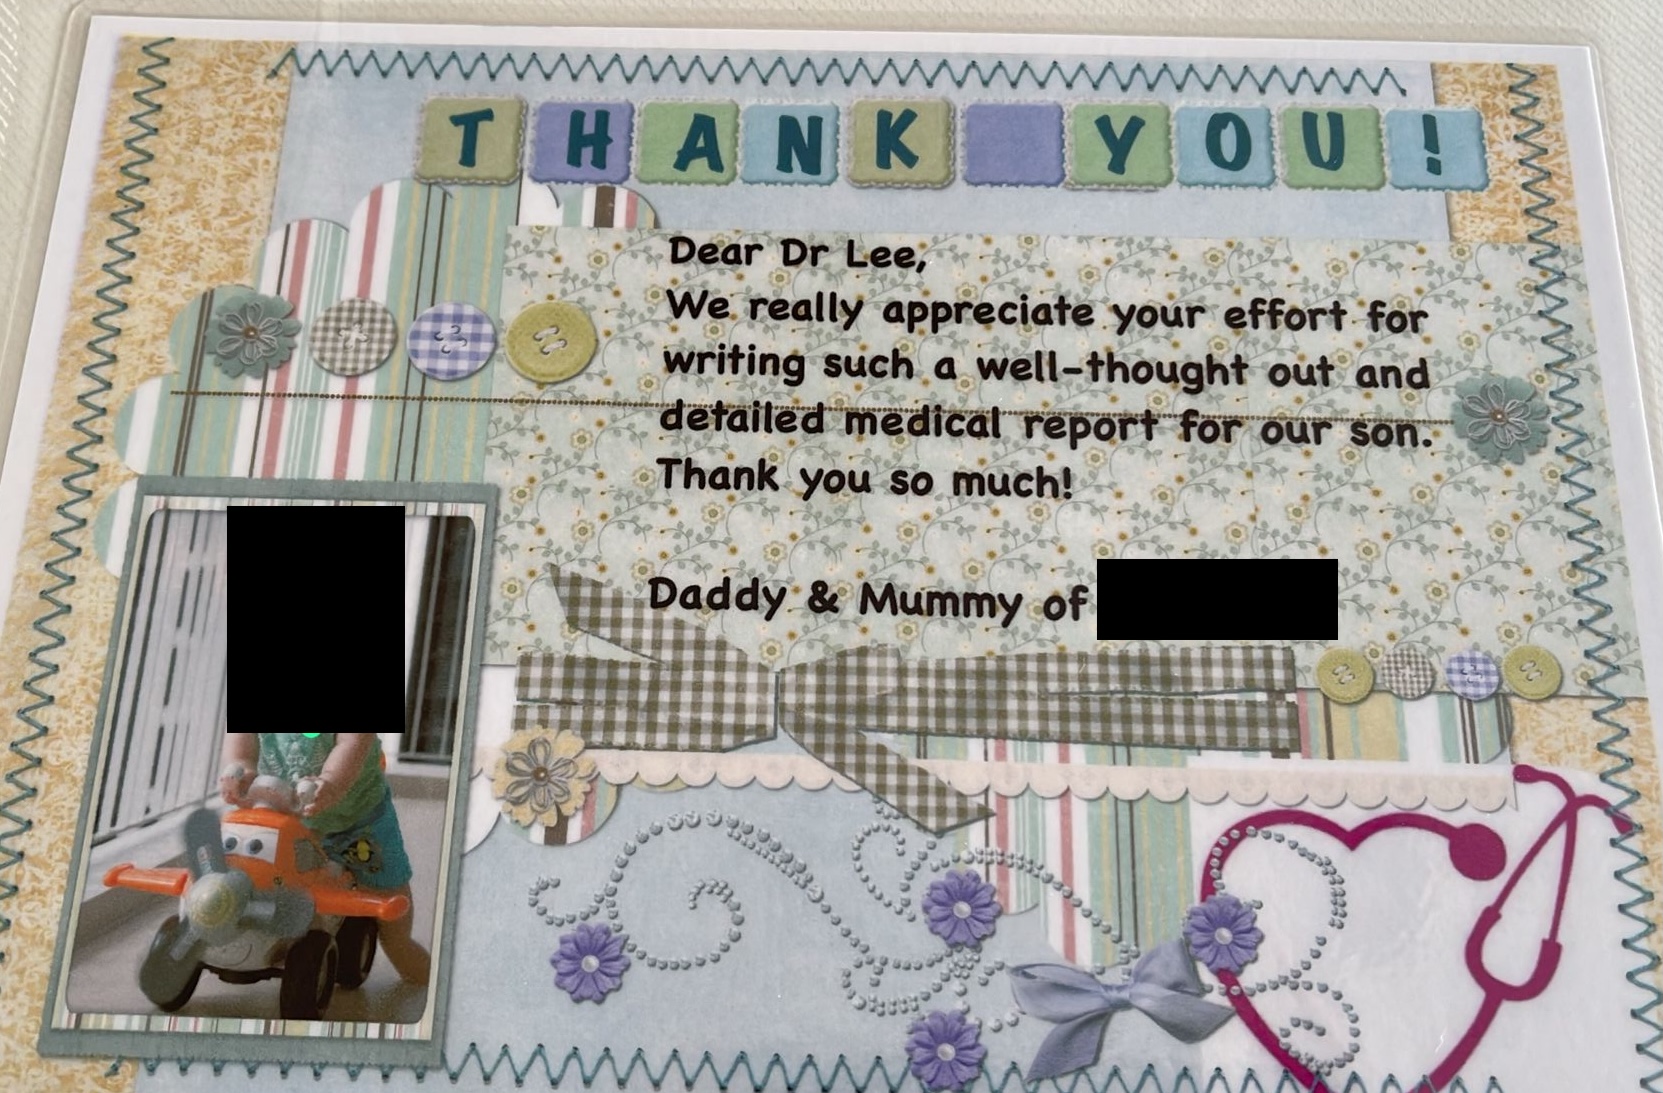 THANK YOU!
Dear Dr Lee,
We really appreciate your effort for
writing such a well-thought out and
detailed medical report for our son.
Thank you so much!
Daddy & Mummy of